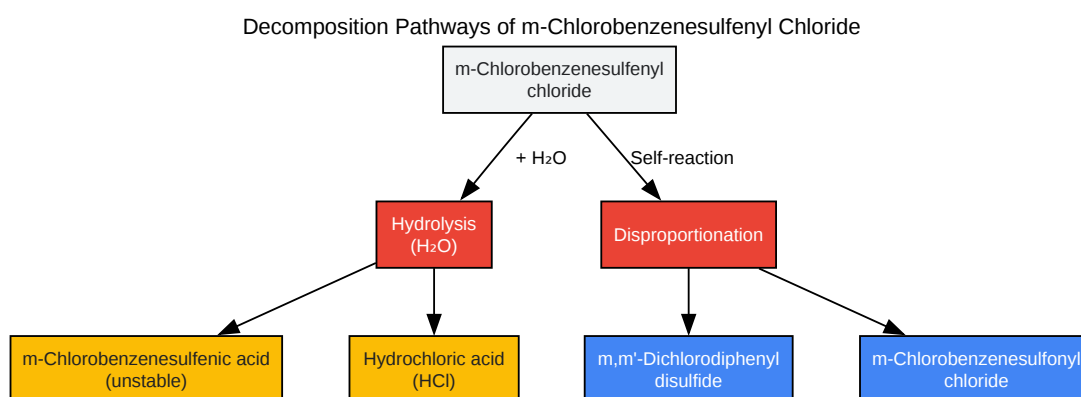 Decomposition Pathways of m-Chlorobenzenesulfenyl Chloride
m-Chlorobenzenesulfenyl
chloride
+ H₂O
Self-reaction
Hydrolysis
(H₂O)
Disproportionation
m-Chlorobenzenesulfenic acid
(unstable)
Hydrochloric acid
(HCl)
m,m'-Dichlorodiphenyl
disulfide
m-Chlorobenzenesulfonyl
chloride